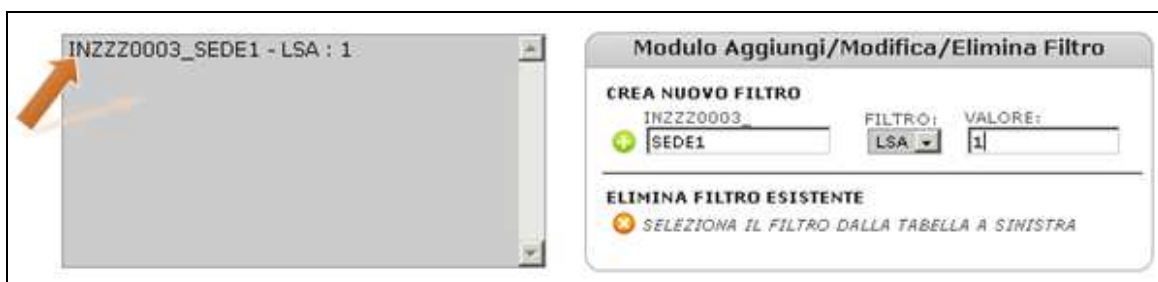 INZZZ0003_SEDE1 - LSA : 1
Modulo Aggiungi/Modifica/Elimina Filtro
CREA NUOVO FILTRO
INZZZ0003_ FILTRO: VALORE:
SEDE1 LSA 1
ELIMINA FILTRO ESISTENTE
SELEZIONA IL FILTRO DALLA TABELLA A SINISTRA